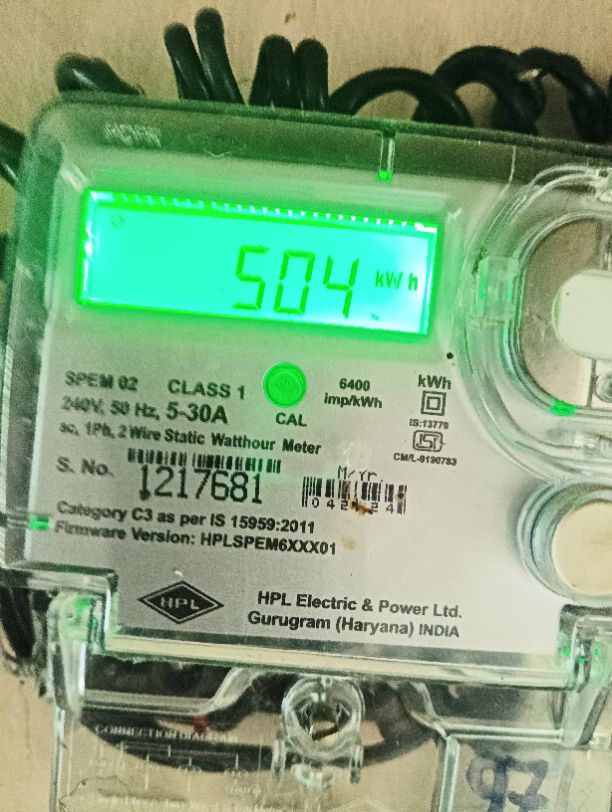 504 kWh
SPEM 02 CLASS 1
6400
imp/kWh
kWh
240V, 50 Hz, 5-30A
CAL
IS:13779
ac, 1Ph, 2 Wire Static Watthour Meter
CM/L-9190783
S. No. 1217681
M/Yr
Category C3 as per IS 15959:2011
Firmware Version: HPLSPEM6XXX01
HPL
HPL Electric & Power Ltd.
Gurugram (Haryana) INDIA
CONNECTION DIAGRAM